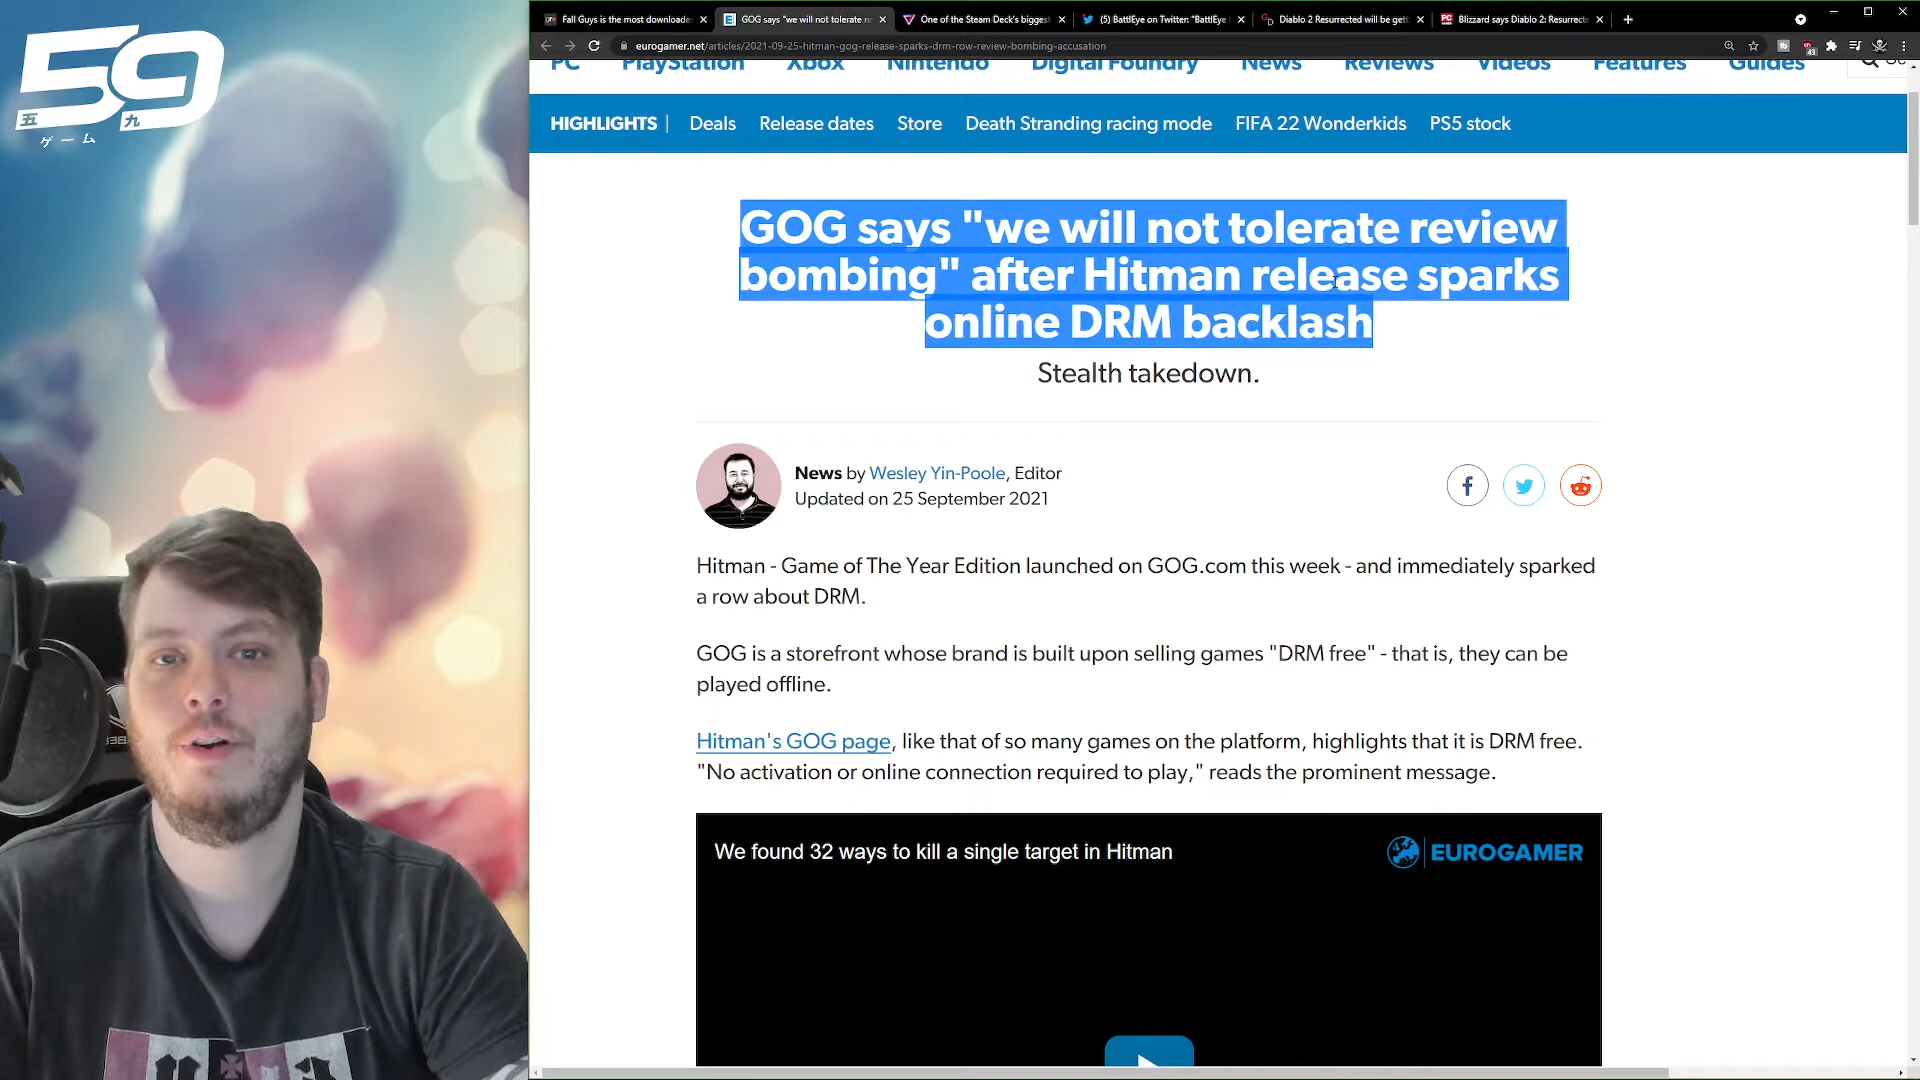 59
五 九
ゲーム
Fall Guys is the most downloade
GOG says "we will not tolerate re
One of the Steam Deck's biggest
(5) BattlEye on Twitter: "BattlEye
Diablo 2 Resurrected will be gett
Blizzard says Diablo 2: Resurrecte
eurogamer.net/articles/2021-09-25-hitman-gog-release-sparks-drm-row-review-bombing-accusation
43
PC PlayStation Xbox Nintendo Digital Foundry News Reviews Videos Features Guides
HIGHLIGHTS | Deals Release dates Store Death Stranding racing mode FIFA 22 Wonderkids PS5 stock
GOG says "we will not tolerate review
bombing" after Hitman release sparks
online DRM backlash
Stealth takedown.
News by Wesley Yin-Poole, Editor
Updated on 25 September 2021
Hitman - Game of The Year Edition launched on GOG.com this week - and immediately sparked
a row about DRM.
GOG is a storefront whose brand is built upon selling games "DRM free" - that is, they can be
played offline.
Hitman's GOG page, like that of so many games on the platform, highlights that it is DRM free.
"No activation or online connection required to play," reads the prominent message.
We found 32 ways to kill a single target in Hitman
EUROGAMER